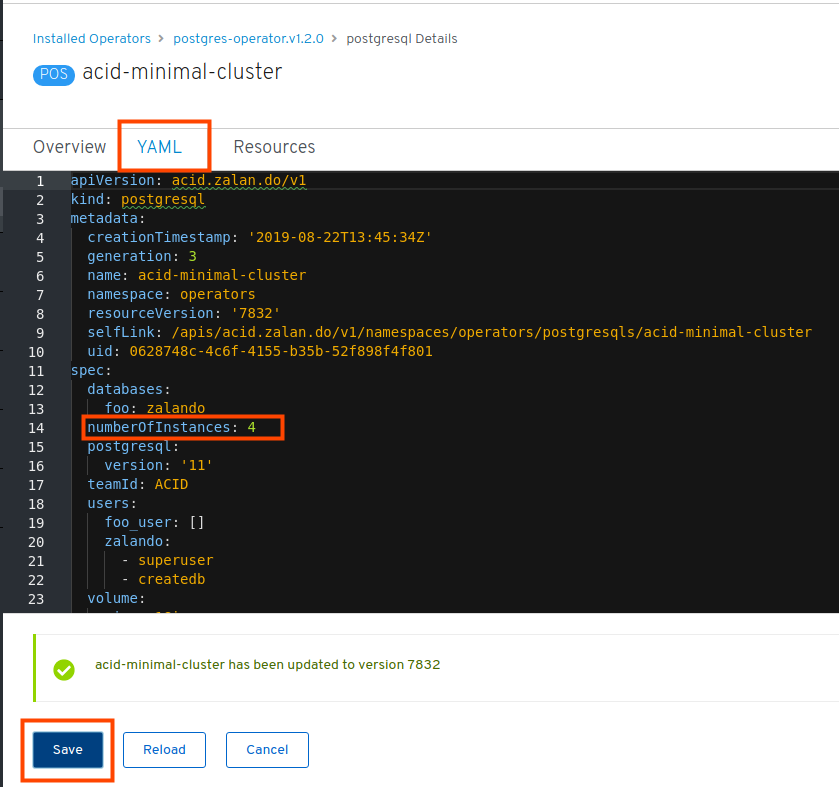 Installed Operators > postgres-operator.v1.2.0 > postgresql Details
POS acid-minimal-cluster
Overview YAML Resources
1 apiVersion: acid.zalan.do/v1
2 kind: postgresql
3 metadata:
4 creationTimestamp: '2019-08-22T13:45:34Z'
5 generation: 3
6 name: acid-minimal-cluster
7 namespace: operators
8 resourceVersion: '7832'
9 selfLink: /apis/acid.zalan.do/v1/namespaces/operators/postgresqls/acid-minimal-cluster
10 uid: 0628748c-4c6f-4155-b35b-52f898f4f801
11 spec:
12 databases:
13 foo: zalando
14 numberOfInstances: 4
15 postgresql:
16 version: '11'
17 teamId: ACID
18 users:
19 foo_user: []
20 zalando:
21 - superuser
22 - createdb
23 volume:
acid-minimal-cluster has been updated to version 7832
Save Reload Cancel